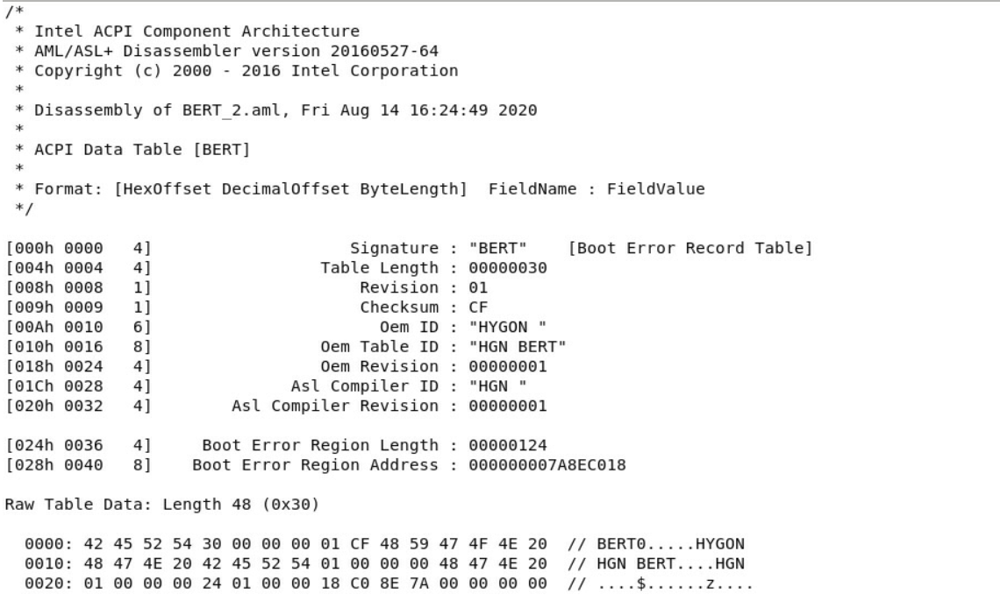 /*
 * Intel ACPI Component Architecture
 * AML/ASL+ Disassembler version 20160527-64
 * Copyright (c) 2000 - 2016 Intel Corporation
 *
 * Disassembly of BERT_2.aml, Fri Aug 14 16:24:49 2020
 *
 * ACPI Data Table [BERT]
 *
 * Format: [HexOffset DecimalOffset ByteLength]  FieldName : FieldValue
 */

[000h 0000   4]                    Signature : "BERT"    [Boot Error Record Table]
[004h 0004   4]                 Table Length : 00000030
[008h 0008   1]                     Revision : 01
[009h 0009   1]                     Checksum : CF
[00Ah 0010   6]                       Oem ID : "HYGON "
[010h 0016   8]                 Oem Table ID : "HGN BERT"
[018h 0024   4]                 Oem Revision : 00000001
[01Ch 0028   4]              Asl Compiler ID : "HGN "
[020h 0032   4]        Asl Compiler Revision : 00000001

[024h 0036   4]     Boot Error Region Length : 00000124
[028h 0040   8]    Boot Error Region Address : 000000007A8EC018

Raw Table Data: Length 48 (0x30)

  0000: 42 45 52 54 30 00 00 00 01 CF 48 59 47 4F 4E 20  // BERT0.....HYGON
  0010: 48 47 4E 20 42 45 52 54 01 00 00 00 48 47 4E 20  // HGN BERT....HGN
  0020: 01 00 00 00 24 01 00 00 18 C0 8E 7A 00 00 00 00  // ....$......z....